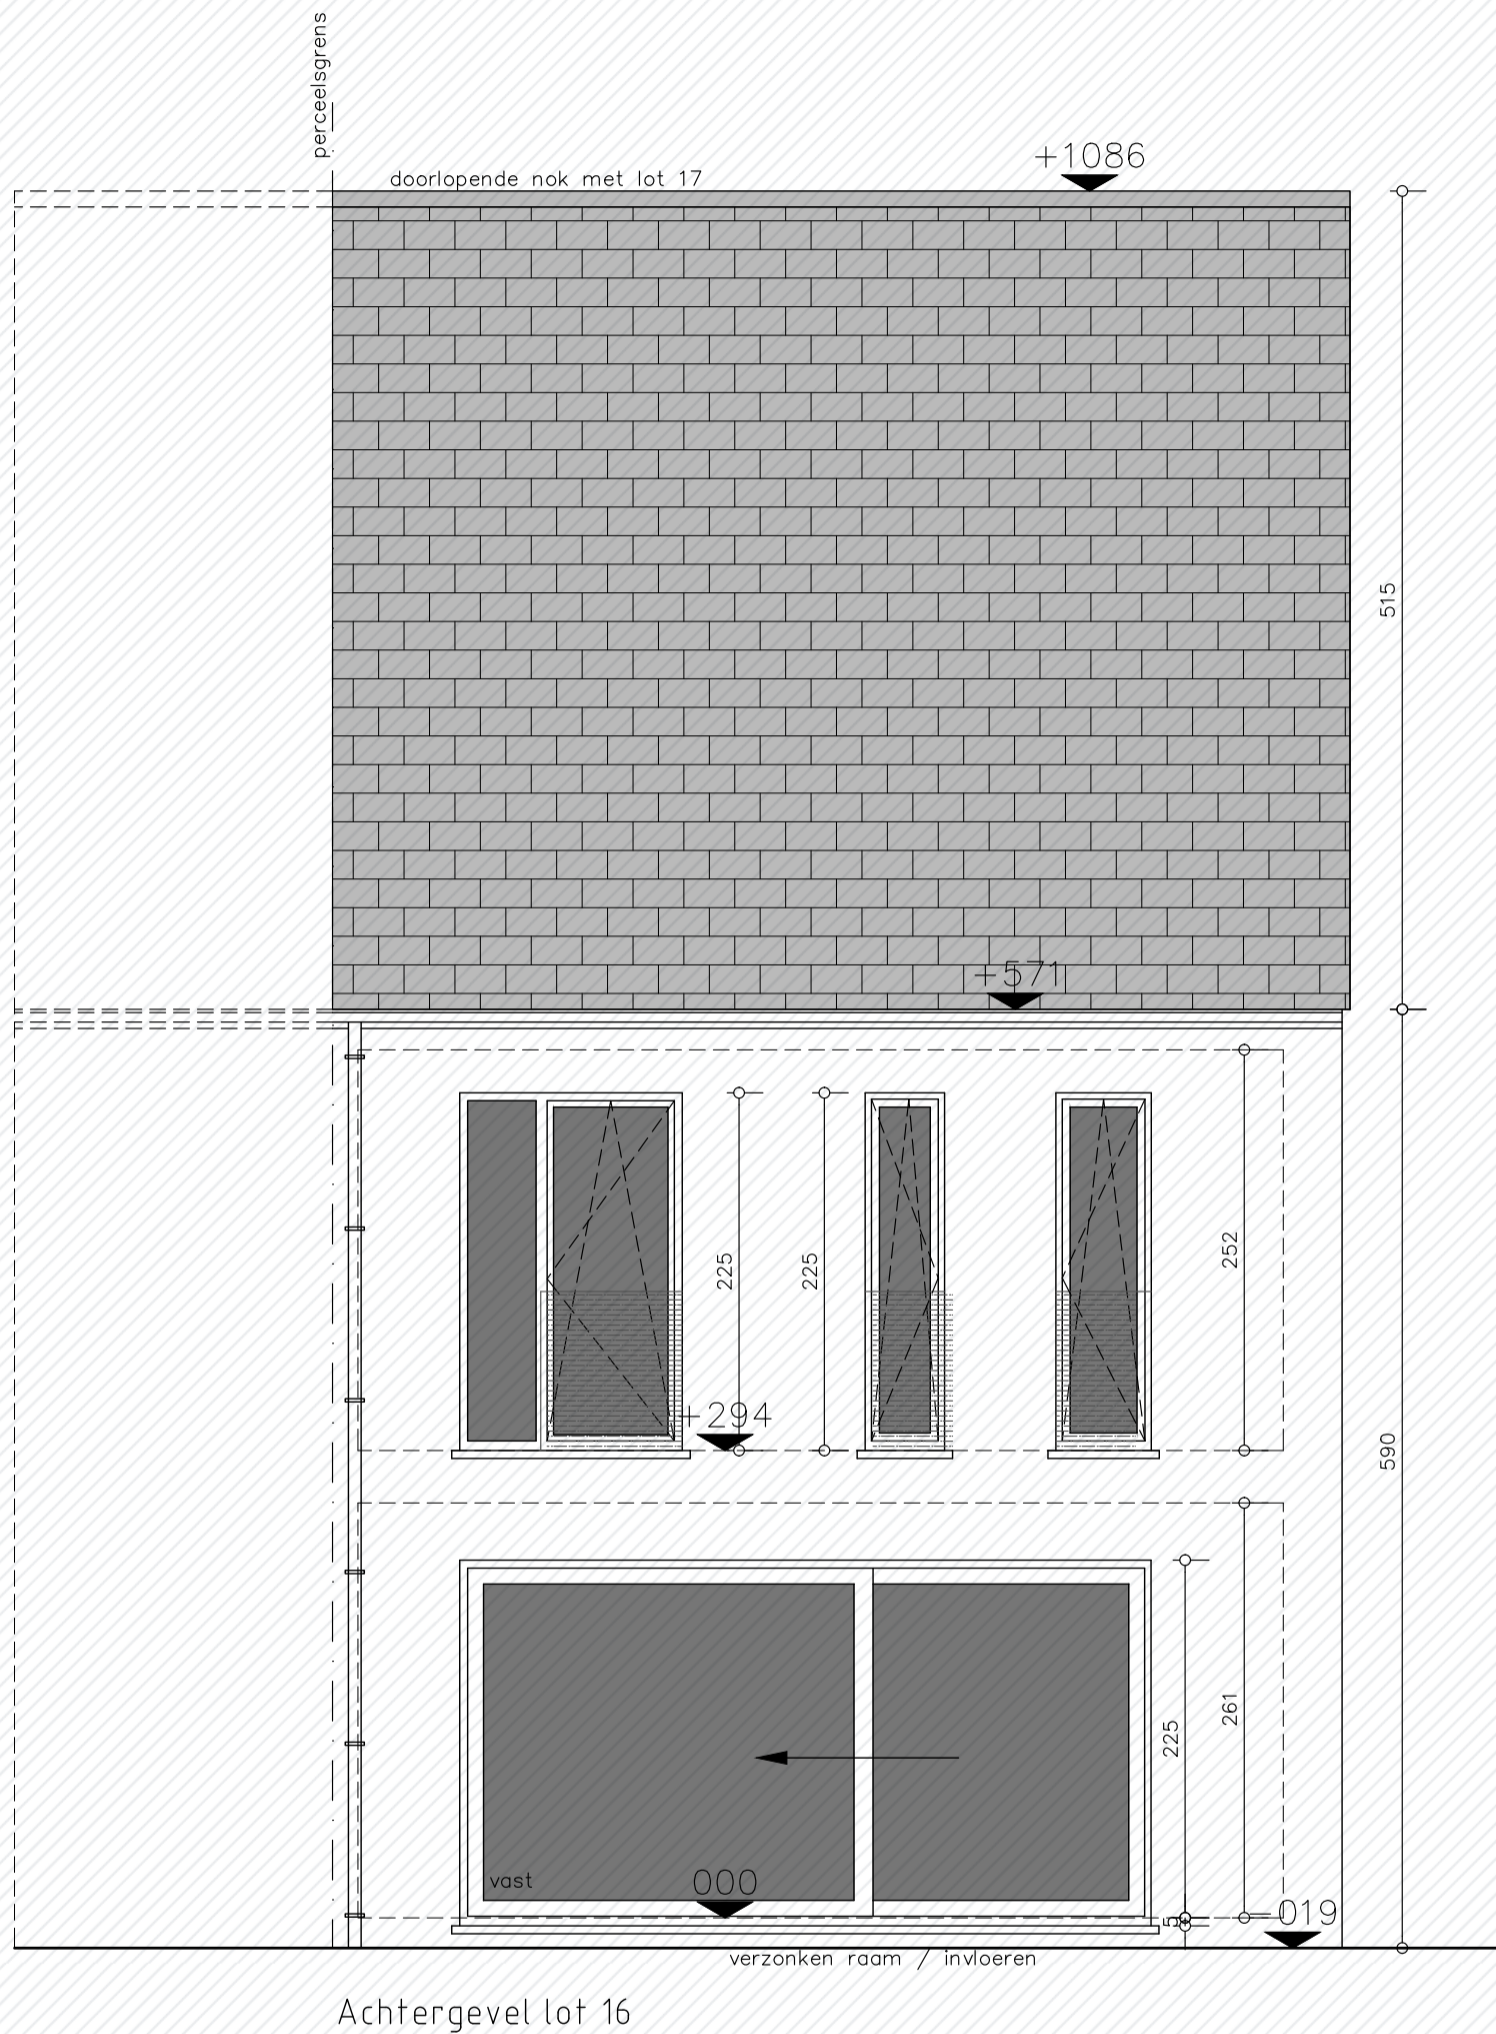 perceelsgrens
+1086
doorlopende nok met lot 17
515
+571
225
225
252
+294
590
261
225
vast
000
5
-019
verzonken raam / invloeren
Achtergevel lot 16